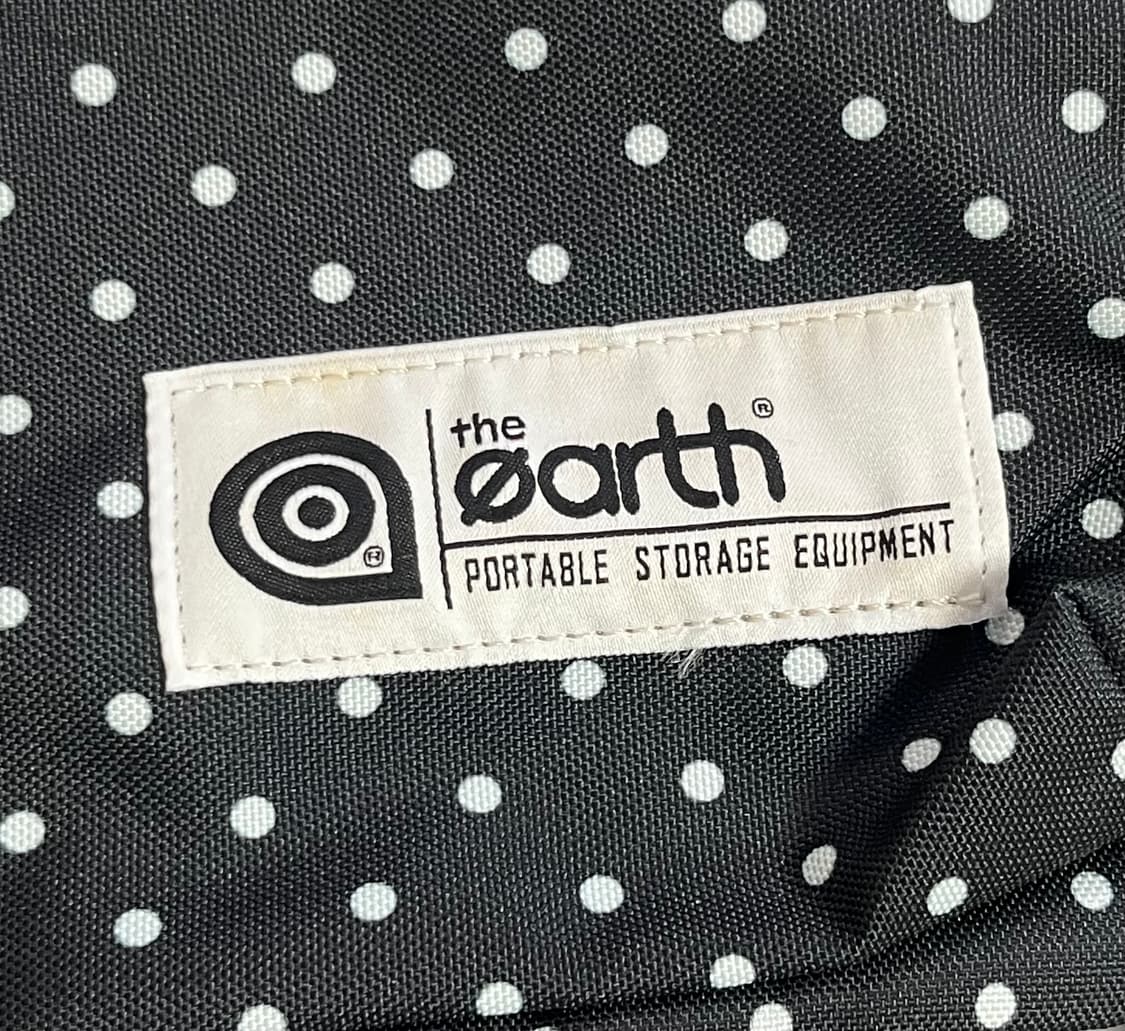 ®
the
øarth®
PORTABLE STORAGE EQUIPMENT